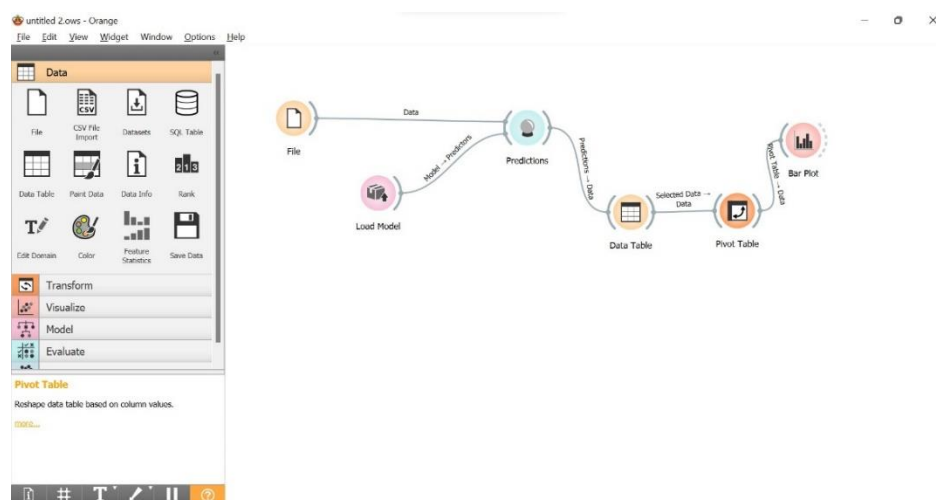 untitled 2.ows - Orange
File Edit View Widget Window Options Help
Data
File
CSV File Import
Datasets
SQL Table
Data Table
Paint Data
Data Info
Rank
Edit Domain
Color
Feature Statistics
Save Data
Transform
Visualize
Model
Evaluate
Pivot Table
Reshape data table based on column values.
more...
File
Data
Load Model
Model → Predictors
Predictions
Predictions → Data
Data Table
Selected Data →
Data
Pivot Table
Pivot Table → Data
Bar Plot